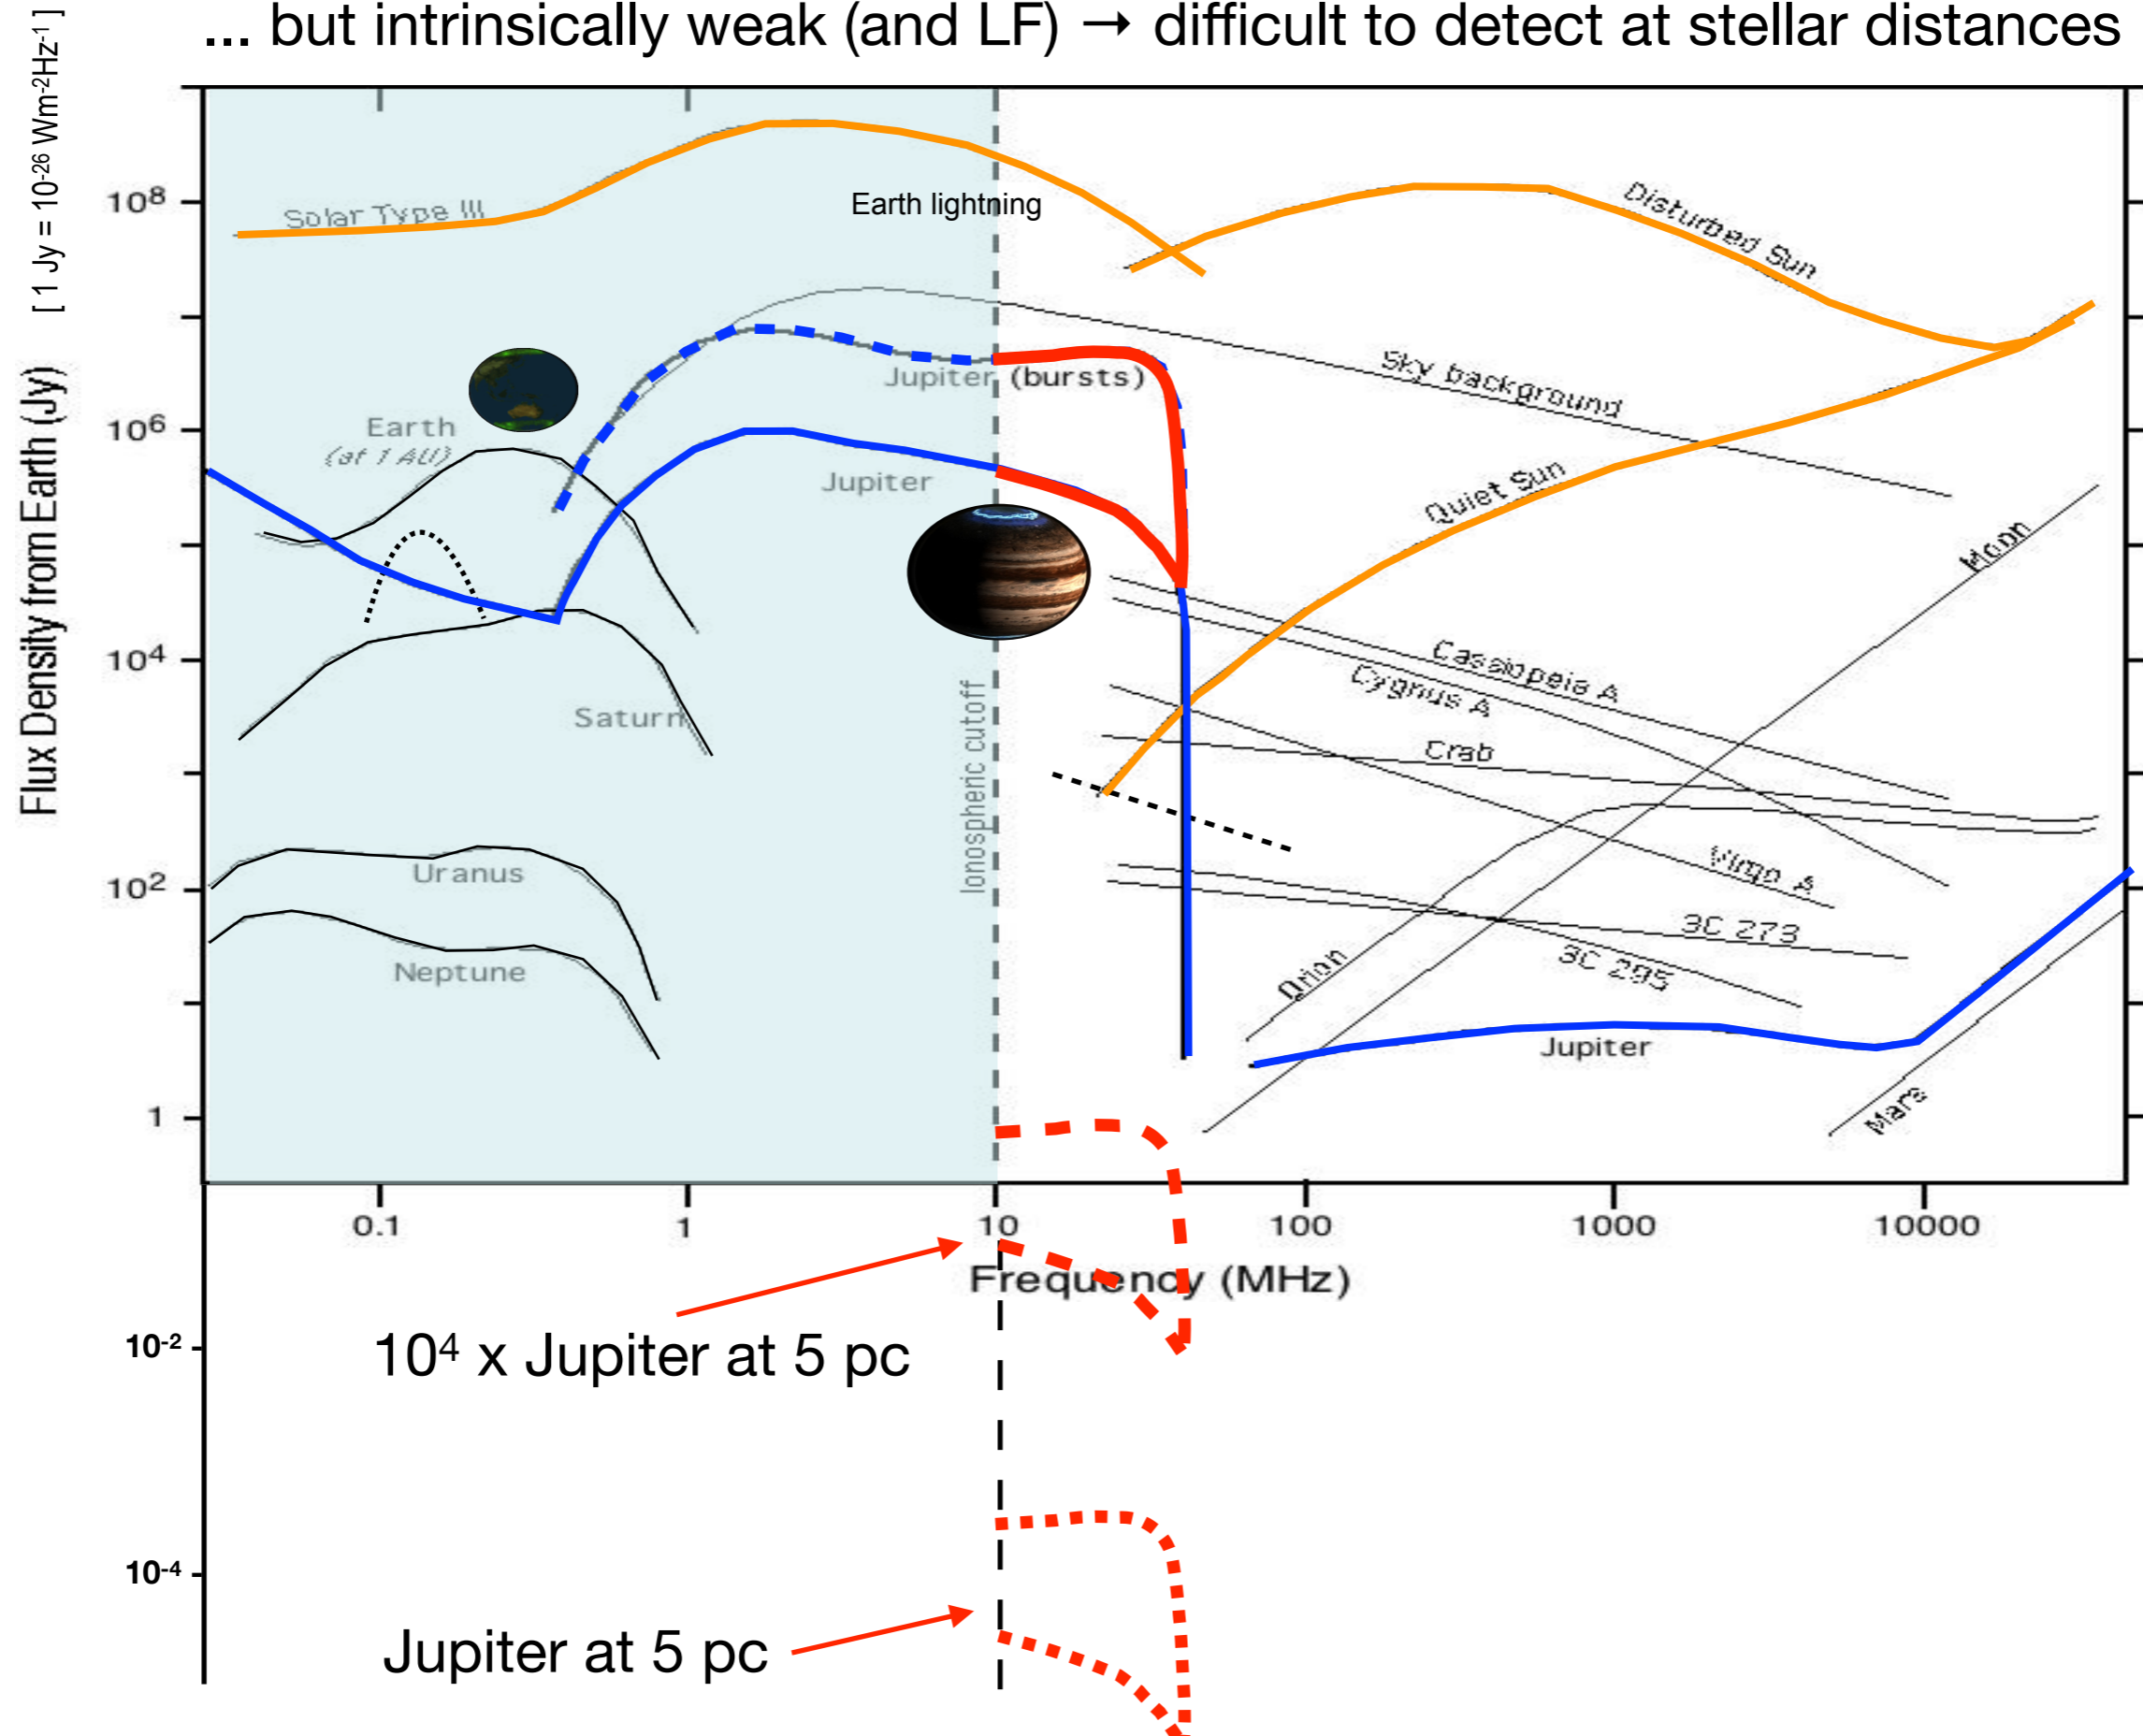 ... but intrinsically weak (and LF) → difficult to detect at stellar distances
Flux Density from Earth (Jy) [ 1 Jy = 10⁻²⁶ Wm⁻²Hz⁻¹ ]
10⁸
10⁶
10⁴
10²
1
10⁻²
10⁻⁴
Solar Type III
Earth lightning
Disturbed Sun
Sky background
Jupiter (bursts)
Earth
(at 1 AU)
Jupiter
Quiet Sun
Moon
Cassiopeia A
Cygnus A
Saturn
Crab
Ionospheric cutoff
Uranus
Virgo A
3C 273
3C 295
Neptune
Orion
Jupiter
Mars
0.1
1
10
100
1000
10000
Frequency (MHz)
10⁴ x Jupiter at 5 pc
Jupiter at 5 pc